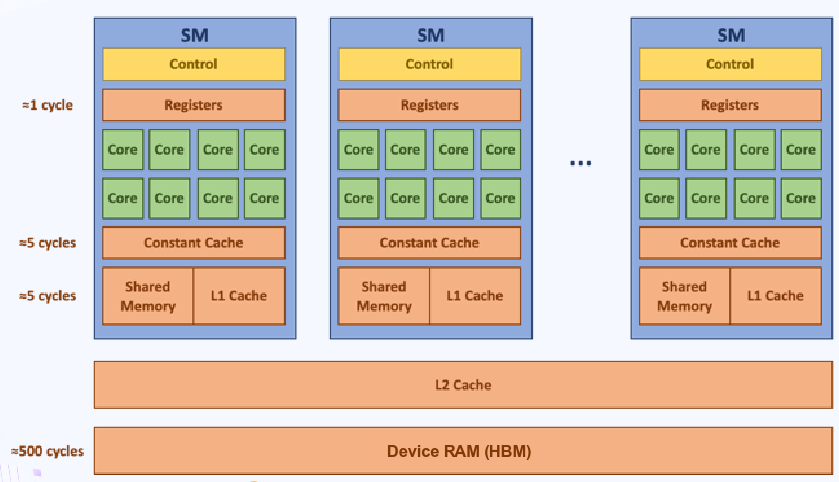 SM SM SM
Control Control Control
≈1 cycle Registers Registers Registers
Core Core Core Core Core Core Core Core ... Core Core Core Core
Core Core Core Core Core Core Core Core Core Core Core Core
≈5 cycles Constant Cache Constant Cache Constant Cache
≈5 cycles Shared Memory L1 Cache Shared Memory L1 Cache Shared Memory L1 Cache
L2 Cache
≈500 cycles Device RAM (HBM)